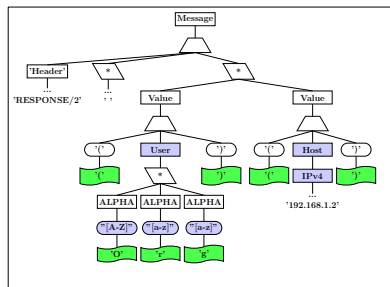 Message
'Header' * *
... ...
'RESPONSE/2' ' ' Value Value
'(' User ')' '(' Host ')'
'(' * ')' '(' IPv4 ')'
...
ALPHA ALPHA ALPHA '192.168.1.2'
"[A-Z]" "[a-z]" "[a-z]"
'O' 'r' 'g'